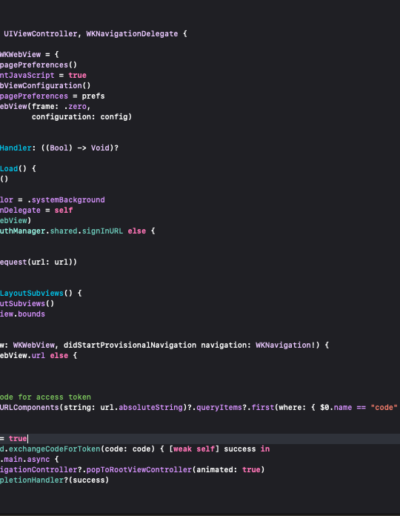 UIViewController, WKNavigationDelegate {
WKWebView = {
pagePreferences()
ntJavaScript = true
bViewConfiguration()
pagePreferences = prefs
ebView(frame: .zero,
configuration: config)
Handler: ((Bool) -> Void)?
Load() {
()
lor = .systemBackground
nDelegate = self
ebView)
uthManager.shared.signInURL else {
equest(url: url))
LayoutSubviews() {
outSubviews()
iew.bounds
w: WKWebView, didStartProvisionalNavigation navigation: WKNavigation!) {
ebView.url else {
ode for access token
URLComponents(string: url.absoluteString)?.queryItems?.first(where: { $0.name == "code"
= true
d.exchangeCodeForToken(code: code) { [weak self] success in
.main.async {
igationController?.popToRootViewController(animated: true)
pletionHandler?(success)